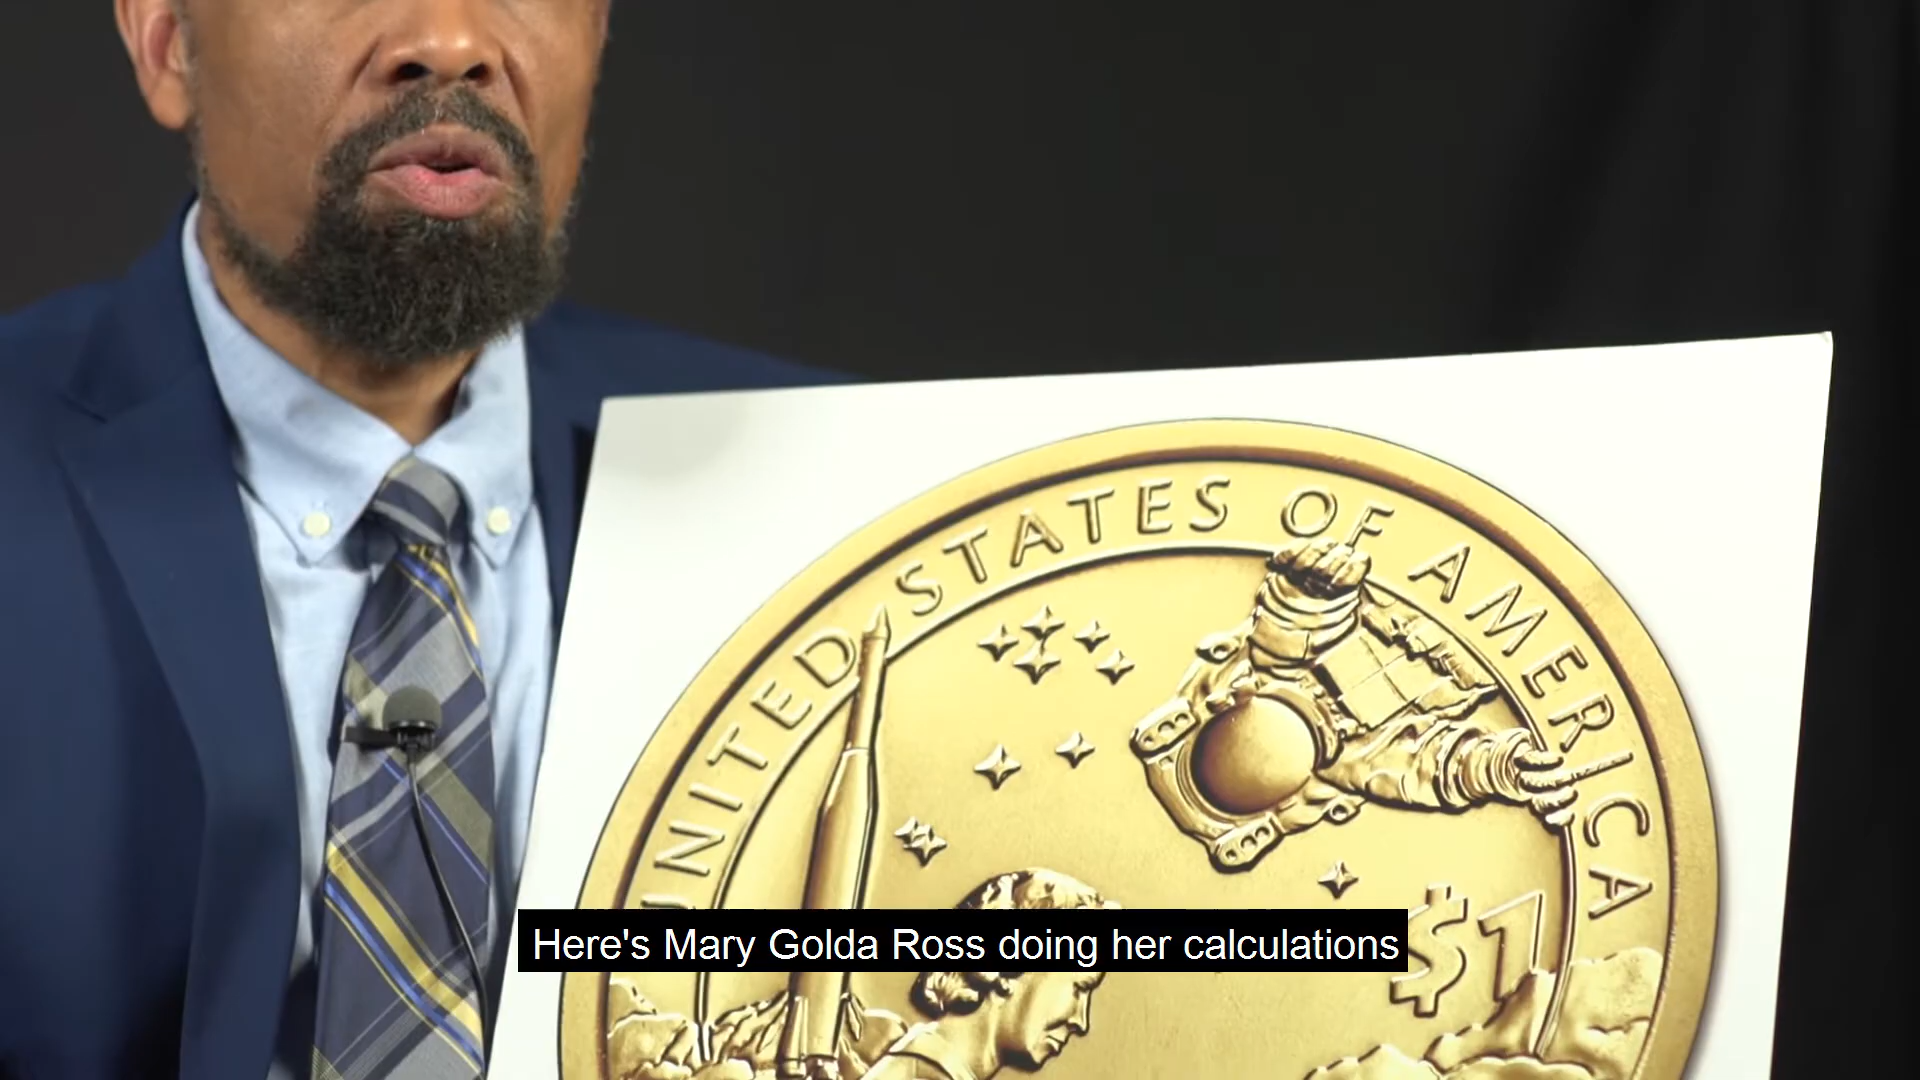 UNITED STATES OF AMERICA
$1
Here's Mary Golda Ross doing her calculations